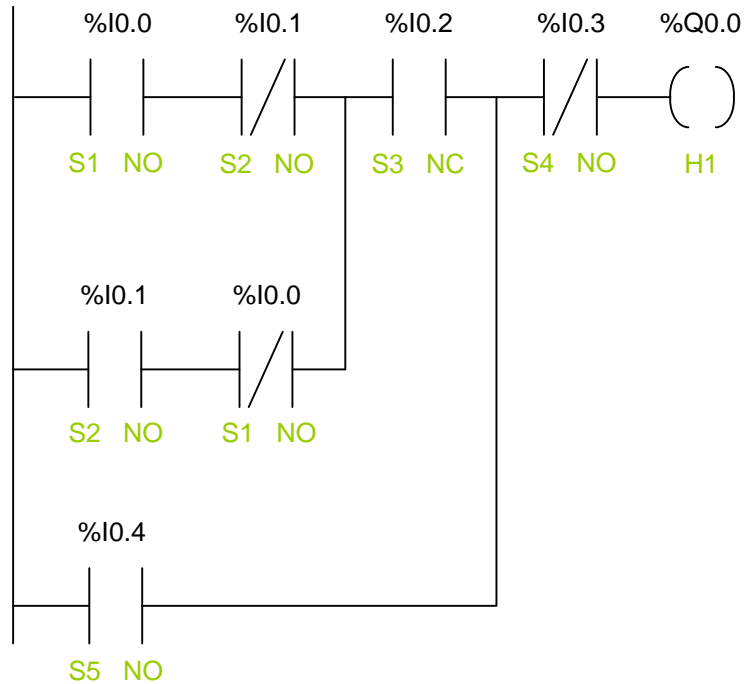 %I0.0 %I0.1 %I0.2 %I0.3 %Q0.0
S1 NO S2 NO S3 NC S4 NO H1
%I0.1 %I0.0
S2 NO S1 NO
%I0.4
S5 NO